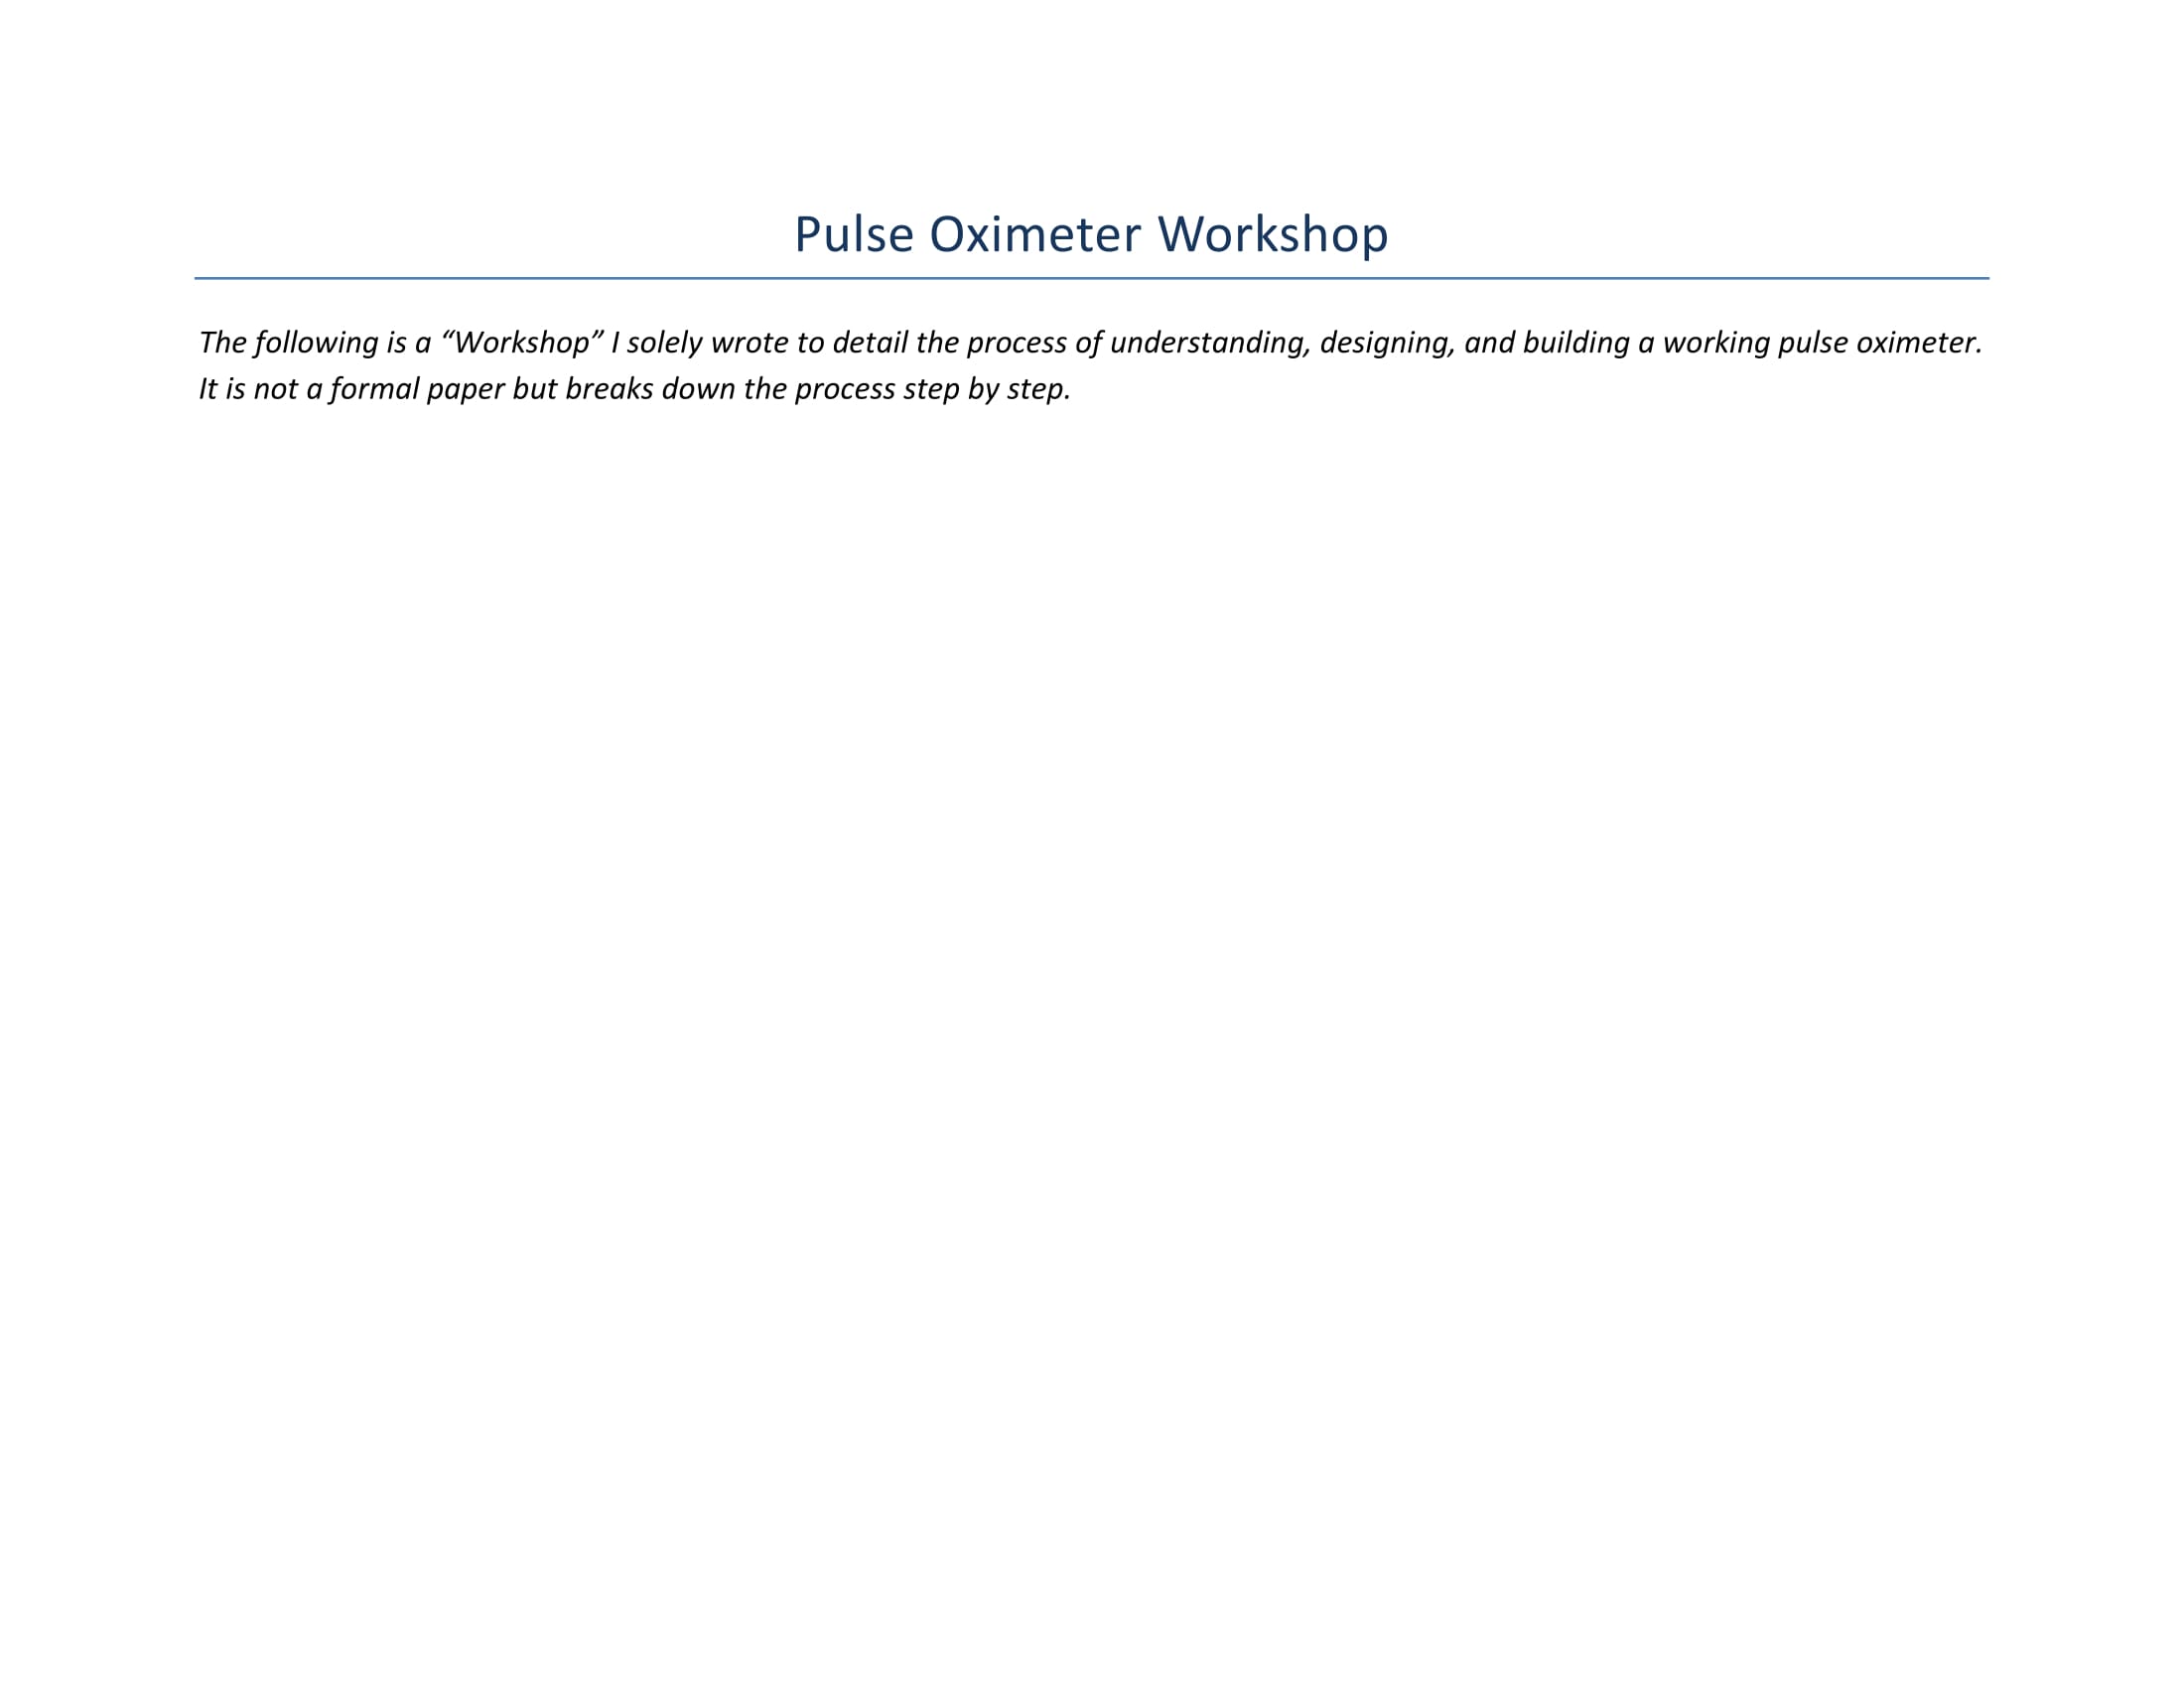 Pulse Oximeter Workshop
The following is a “Workshop” I solely wrote to detail the process of understanding, designing, and building a working pulse oximeter.
It is not a formal paper but breaks down the process step by step.